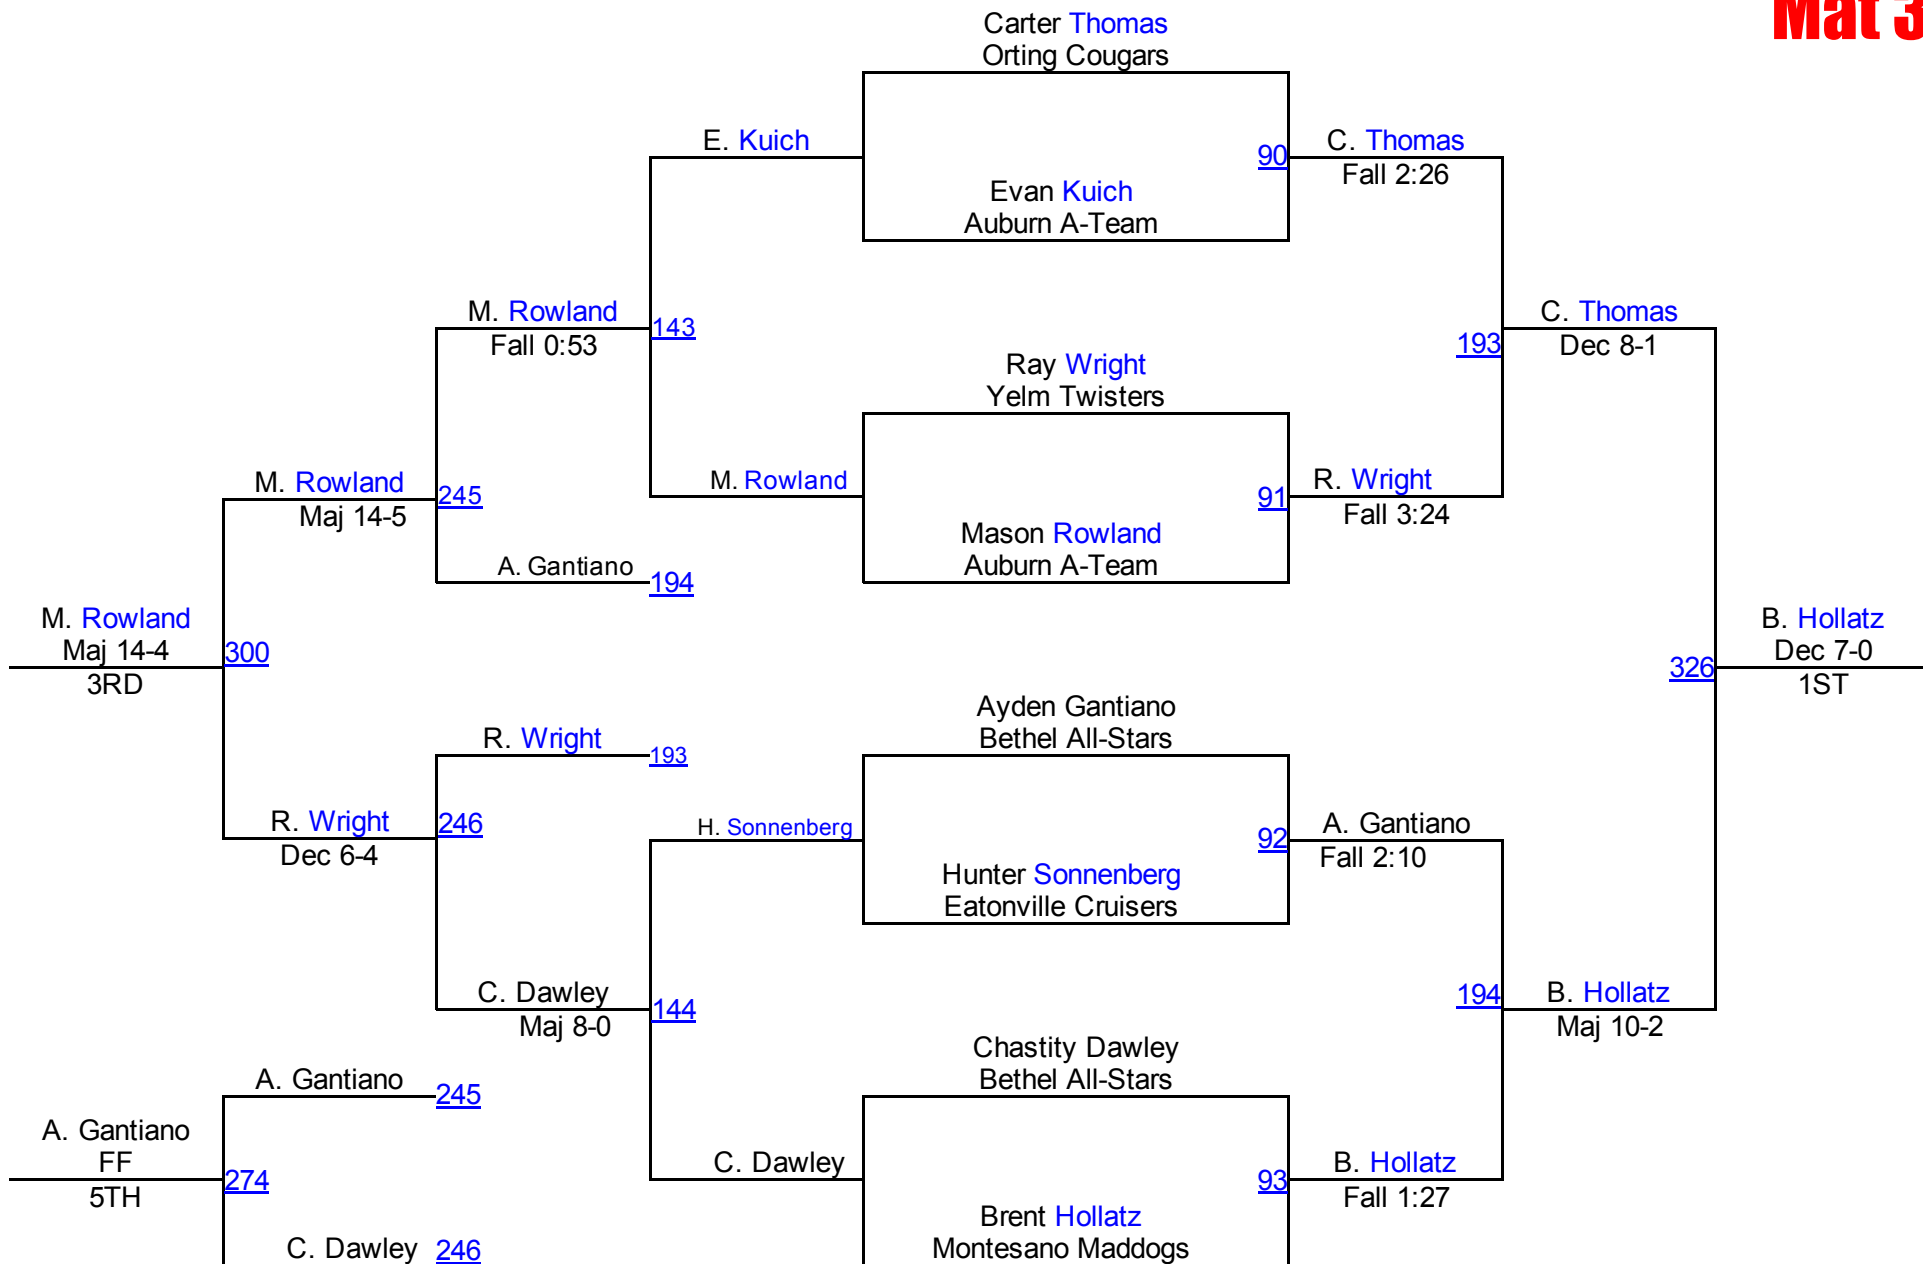 Mat 3
Carter Thomas
Orting Cougars
E. Kuich
90
C. Thomas
Fall 2:26
Evan Kuich
Auburn A-Team
M. Rowland
Fall 0:53
143
C. Thomas
Dec 8-1
193
Ray Wright
Yelm Twisters
M. Rowland
Maj 14-5
245
M. Rowland
91
R. Wright
Fall 3:24
Mason Rowland
Auburn A-Team
A. Gantiano
194
M. Rowland
Maj 14-4
3RD
300
B. Hollatz
Dec 7-0
1ST
326
Ayden Gantiano
Bethel All-Stars
R. Wright
193
R. Wright
Dec 6-4
246
H. Sonnenberg
92
A. Gantiano
Fall 2:10
Hunter Sonnenberg
Eatonville Cruisers
C. Dawley
Maj 8-0
144
194
B. Hollatz
Maj 10-2
Chastity Dawley
Bethel All-Stars
A. Gantiano
245
A. Gantiano
FF
5TH
274
C. Dawley
93
B. Hollatz
Fall 1:27
Brent Hollatz
Montesano Maddogs
C. Dawley
246